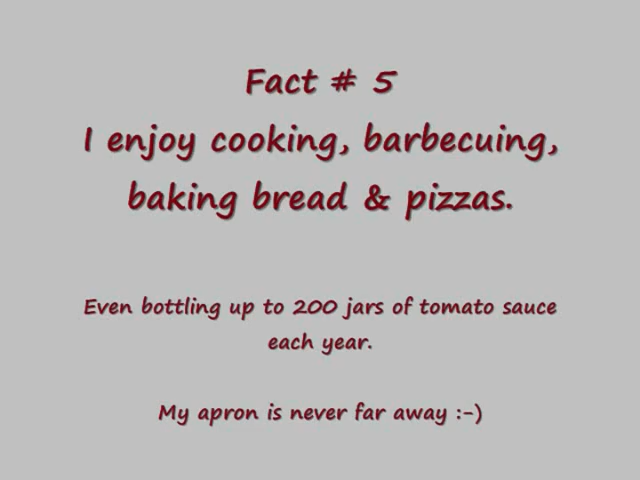 Fact # 5
I enjoy cooking, barbecuing,
baking bread & pizzas.
Even bottling up to 200 jars of tomato sauce
each year.
My apron is never far away :-)